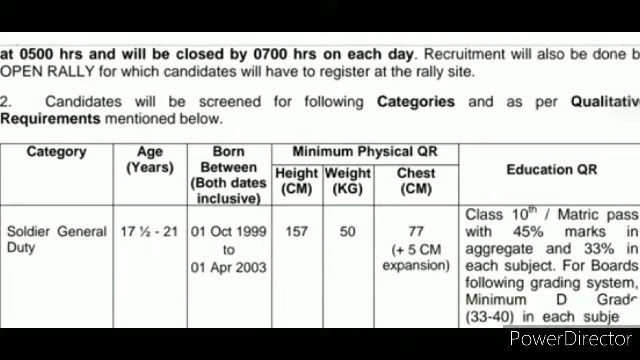 at 0500 hrs and will be closed by 0700 hrs on each day. Recruitment will also be done b
OPEN RALLY for which candidates will have to register at the rally site.
2. Candidates will be screened for following Categories and as per Qualitativ
Requirements mentioned below.
Category
Age
(Years)
Born
Between
(Both dates
inclusive)
Minimum Physical QR
Height
(CM)
Weight
(KG)
Chest
(CM)
Education QR
Soldier General
Duty
17 ½ - 21
01 Oct 1999
to
01 Apr 2003
157
50
77
(+ 5 CM
expansion)
Class 10th / Matric pass
with 45% marks in
aggregate and 33% in
each subject. For Boards
following grading system,
Minimum D Grade
(33-40) in each subje
PowerDirector